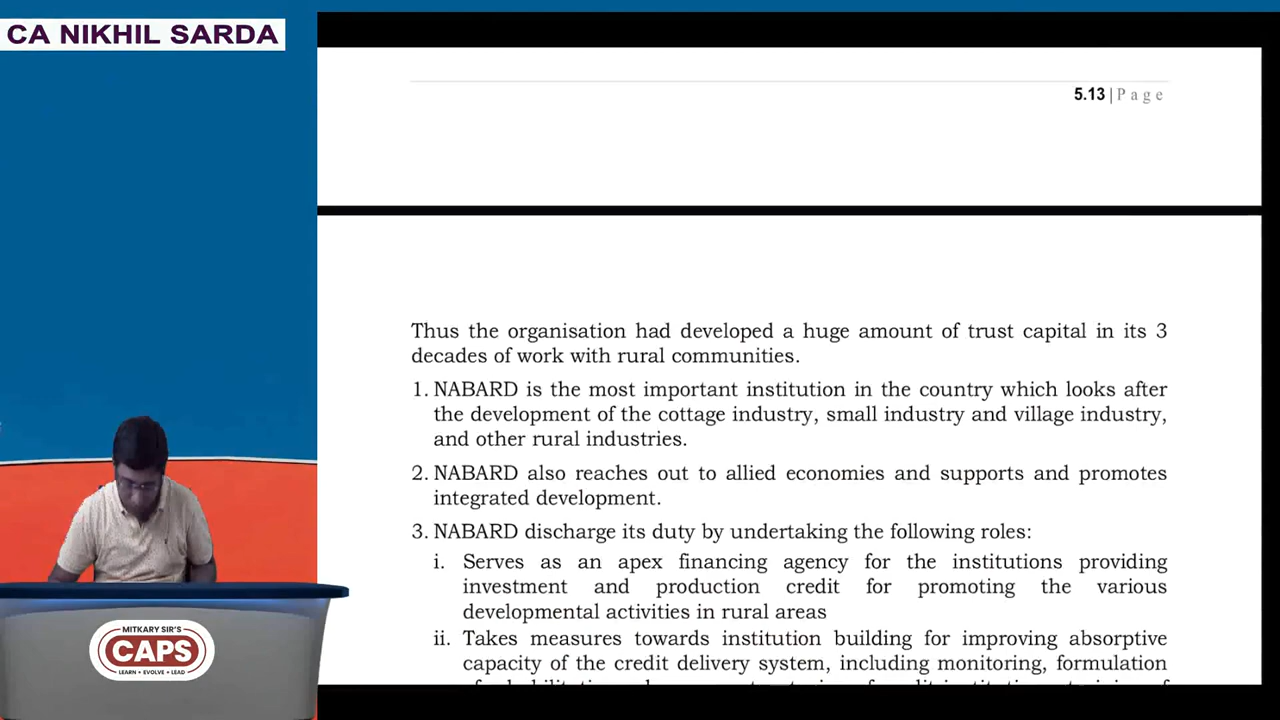 CA NIKHIL SARDA
5.13 | Page
Thus the organisation had developed a huge amount of trust capital in its 3
decades of work with rural communities.
1. NABARD is the most important institution in the country which looks after
the development of the cottage industry, small industry and village industry,
and other rural industries.
2. NABARD also reaches out to allied economies and supports and promotes
integrated development.
3. NABARD discharge its duty by undertaking the following roles:
i. Serves as an apex financing agency for the institutions providing
investment and production credit for promoting the various
developmental activities in rural areas
ii. Takes measures towards institution building for improving absorptive
capacity of the credit delivery system, including monitoring, formulation
MITKARY SIR'S
CAPS
LEARN • EVOLVE • LEAD